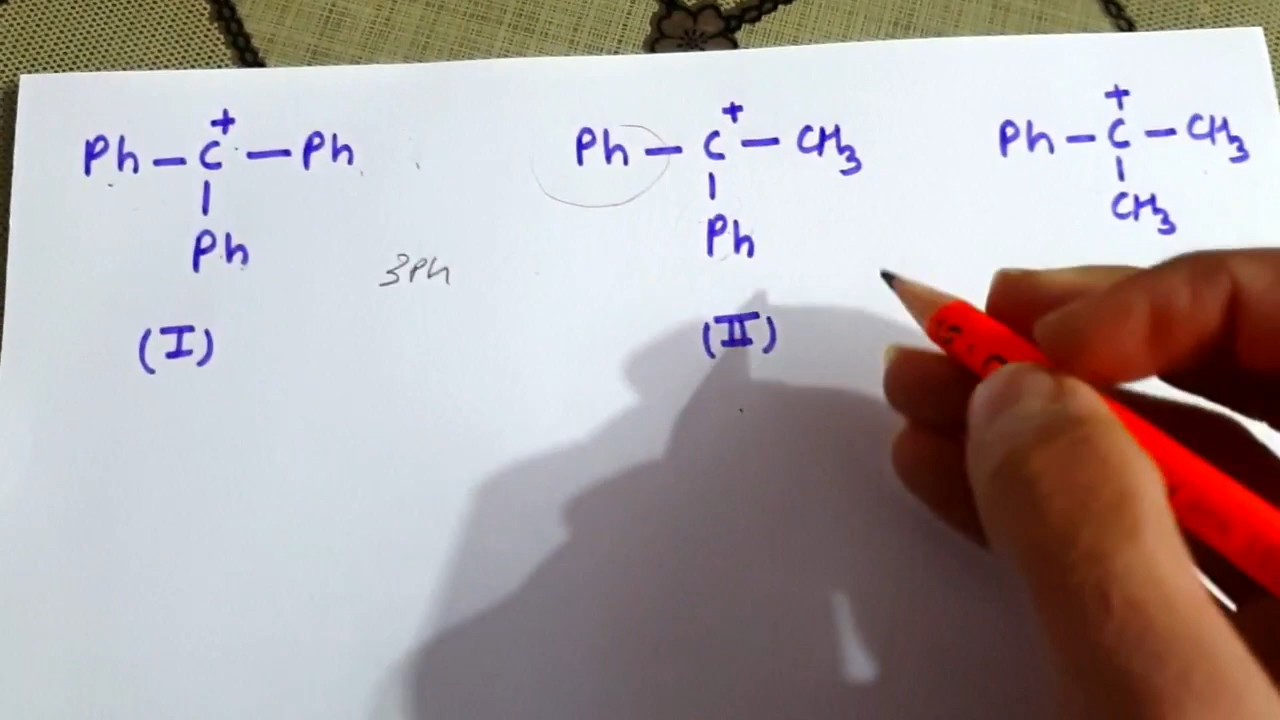 + + +
Ph-C-Ph Ph-C-CH3 Ph-C-CH3
Ph Ph CH3
3Ph
(I) (II)